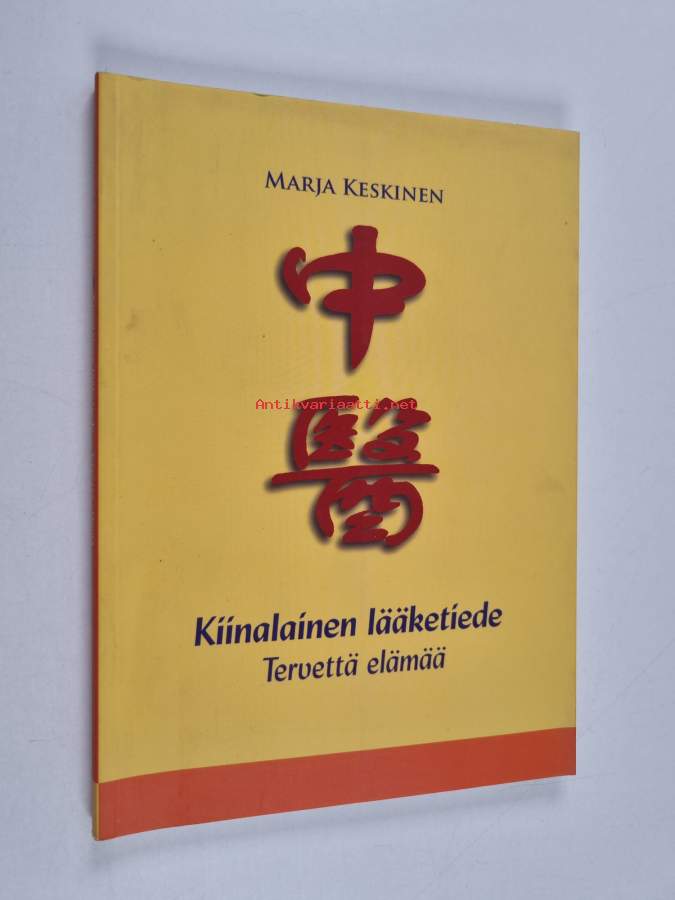 MARJA KESKINEN
中
Antikvariaatti.net
醫
Kiinalainen lääketiede
Tervettä elämää